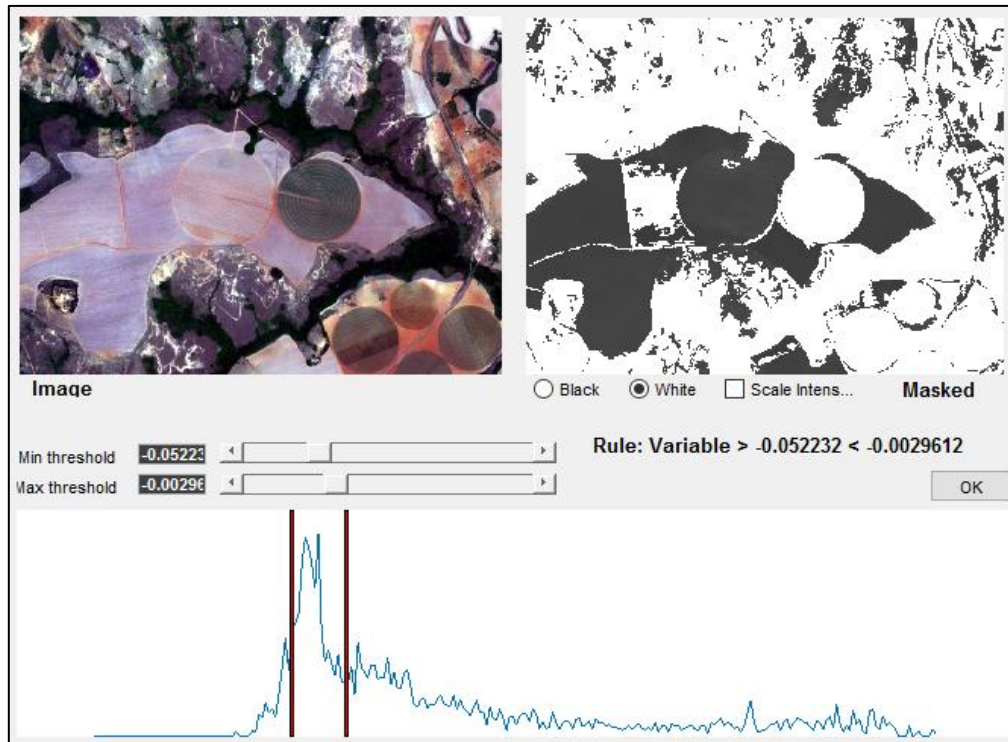 Image
Black White Scale Intens... Masked
Min threshold -0.05223
Rule: Variable > -0.052232 < -0.0029612
Max threshold -0.00296
OK